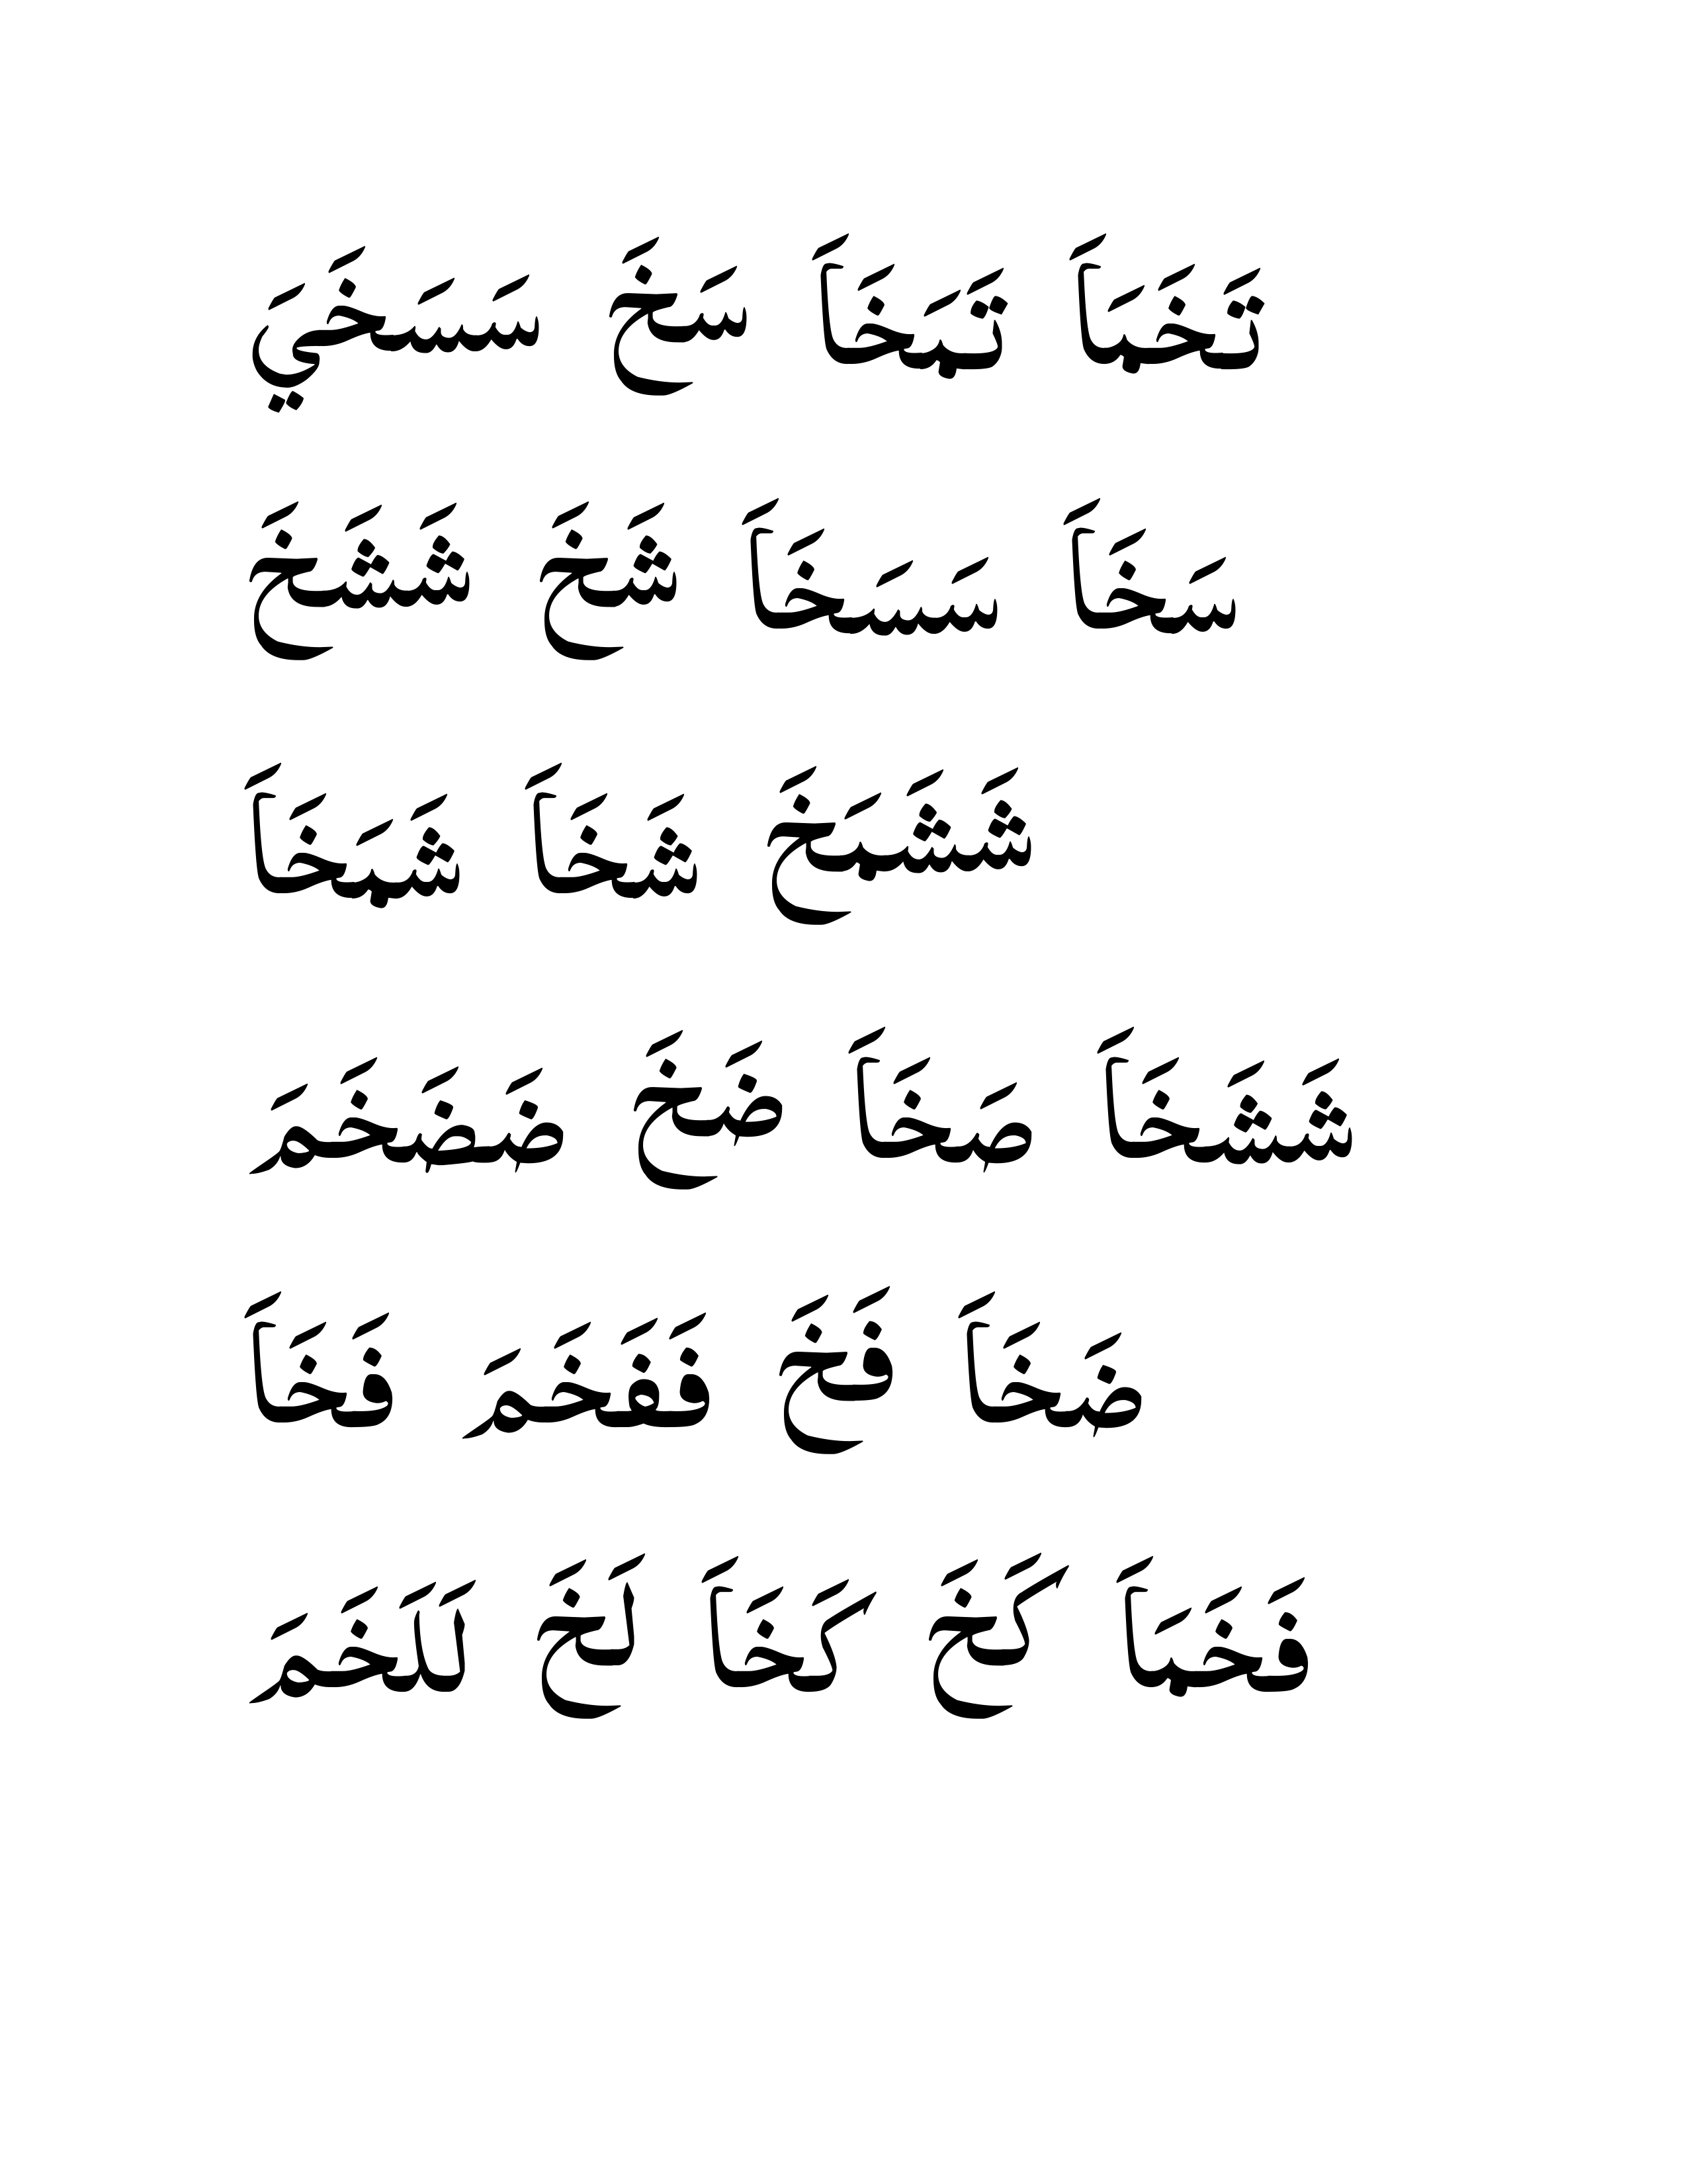 تَخَمَاَ تَمَخَاَ سَخَ سَسَخَيَ
سَخَاَ سَسَخَاَ شَخَ شَشَخَ
شَشَمَخَ شَخَاَ شَمَخَاَ
شَشَخَاَ صَخَاَ ضَخَ ضَضَخَمَ
ضَخَاَ فَخَ فَفَخَمَ فَخَاَ
فَخَمَاَ كَخَ كَخَاَ لَخَ لَلَخَمَ